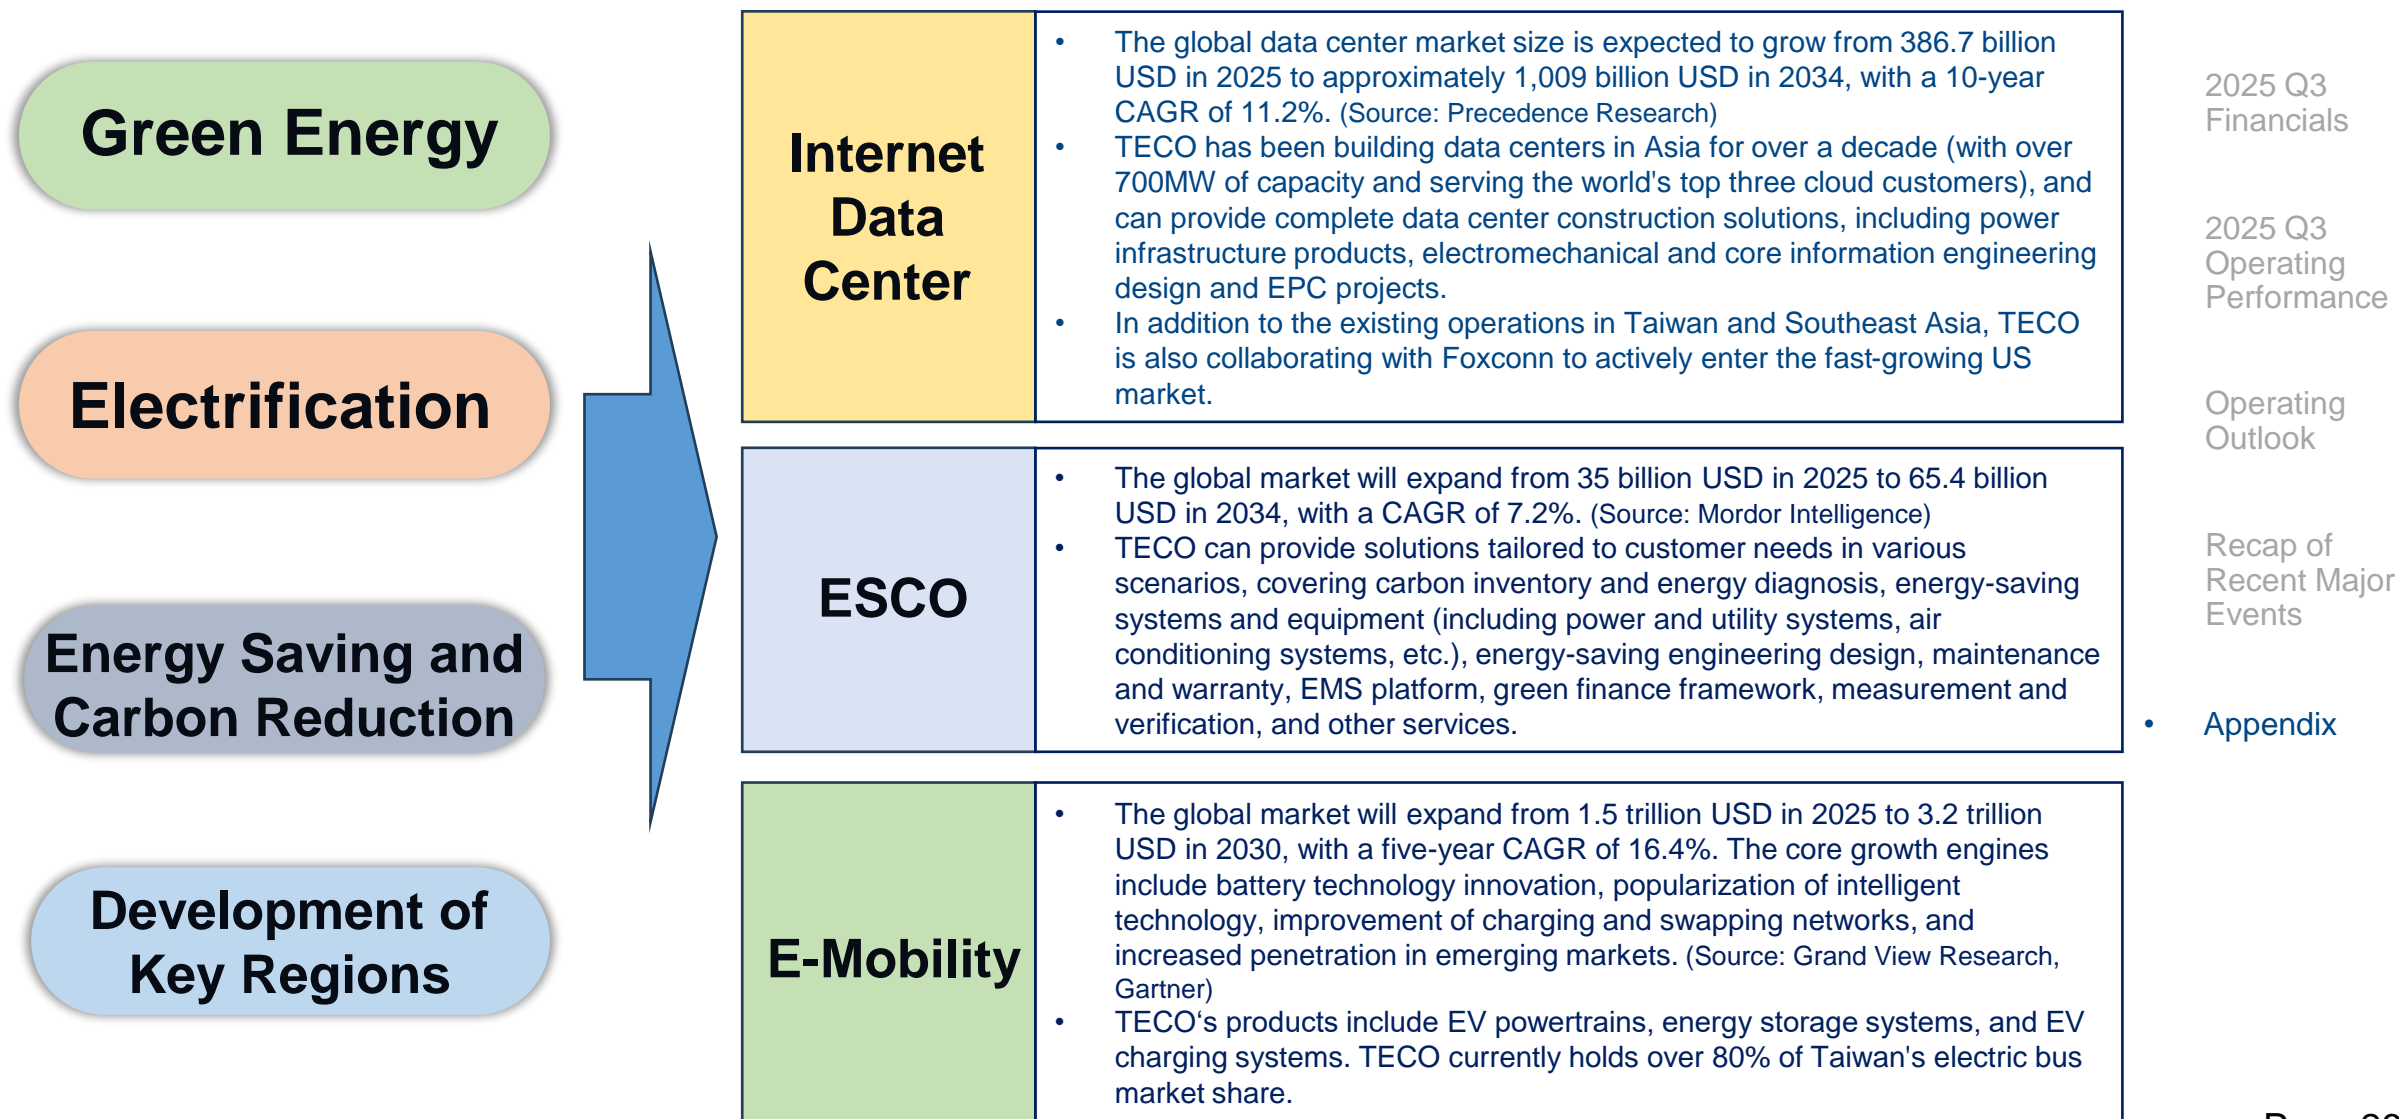 Green Energy
Electrification
Energy Saving and
Carbon Reduction
Development of
Key Regions
Internet
Data
Center
• The global data center market size is expected to grow from 386.7 billion
USD in 2025 to approximately 1,009 billion USD in 2034, with a 10-year
CAGR of 11.2%. (Source: Precedence Research)
• TECO has been building data centers in Asia for over a decade (with over
700MW of capacity and serving the world's top three cloud customers), and
can provide complete data center construction solutions, including power
infrastructure products, electromechanical and core information engineering
design and EPC projects.
• In addition to the existing operations in Taiwan and Southeast Asia, TECO
is also collaborating with Foxconn to actively enter the fast-growing US
market.
ESCO
• The global market will expand from 35 billion USD in 2025 to 65.4 billion
USD in 2034, with a CAGR of 7.2%. (Source: Mordor Intelligence)
• TECO can provide solutions tailored to customer needs in various
scenarios, covering carbon inventory and energy diagnosis, energy-saving
systems and equipment (including power and utility systems, air
conditioning systems, etc.), energy-saving engineering design, maintenance
and warranty, EMS platform, green finance framework, measurement and
verification, and other services.
E-Mobility
• The global market will expand from 1.5 trillion USD in 2025 to 3.2 trillion
USD in 2030, with a five-year CAGR of 16.4%. The core growth engines
include battery technology innovation, popularization of intelligent
technology, improvement of charging and swapping networks, and
increased penetration in emerging markets. (Source: Grand View Research,
Gartner)
• TECO‘s products include EV powertrains, energy storage systems, and EV
charging systems. TECO currently holds over 80% of Taiwan's electric bus
market share.
2025 Q3
Financials
2025 Q3
Operating
Performance
Operating
Outlook
Recap of
Recent Major
Events
• Appendix